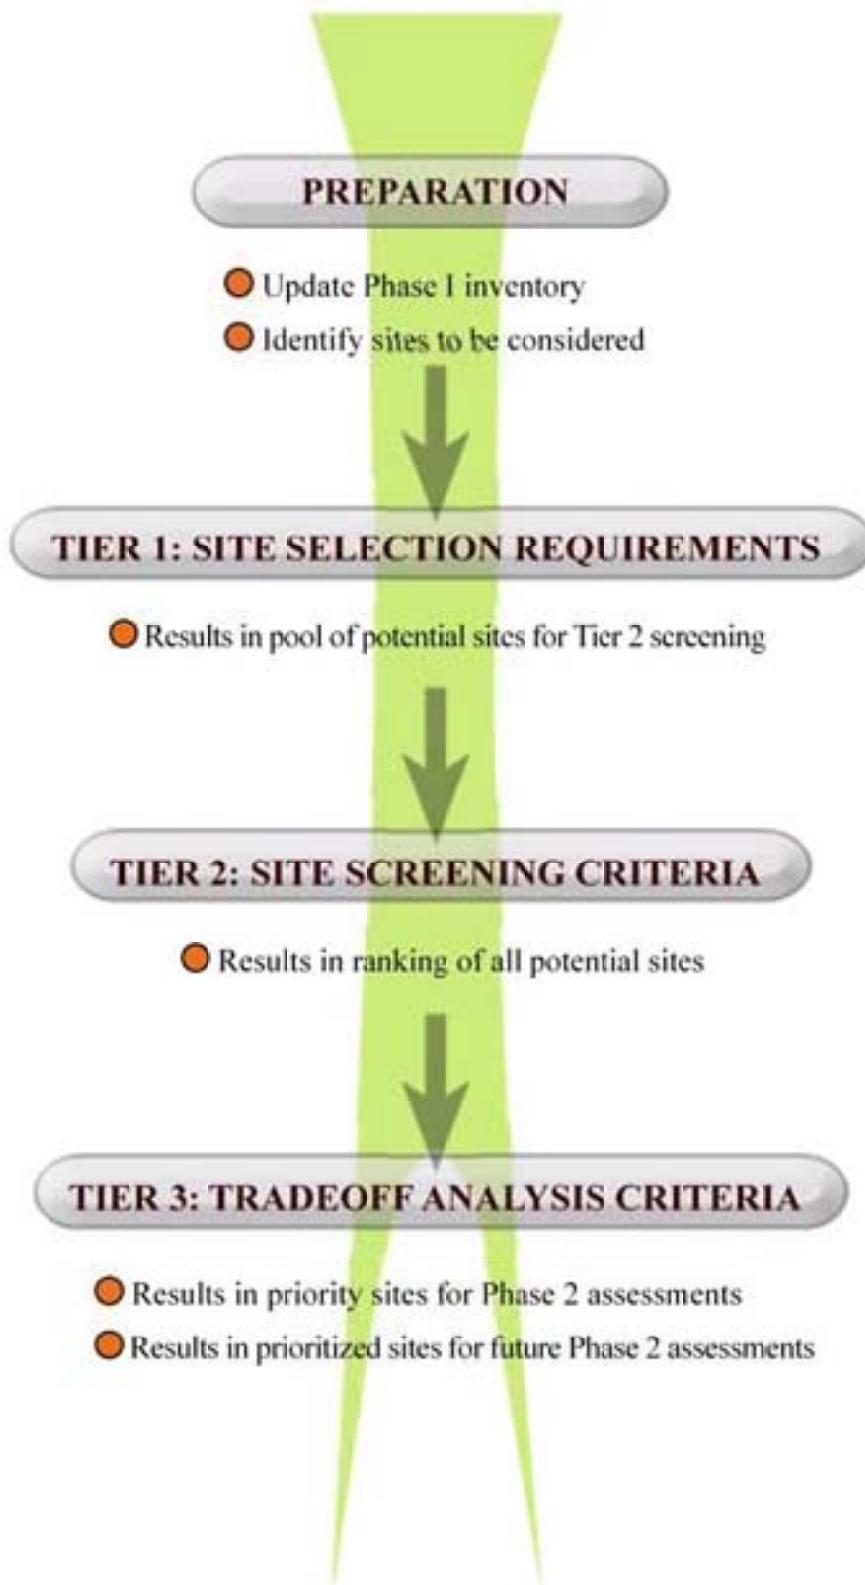 PREPARATION
Update Phase I inventory
Identify sites to be considered
TIER 1: SITE SELECTION REQUIREMENTS
Results in pool of potential sites for Tier 2 screening
TIER 2: SITE SCREENING CRITERIA
Results in ranking of all potential sites
TIER 3: TRADEOFF ANALYSIS CRITERIA
Results in priority sites for Phase 2 assessments
Results in prioritized sites for future Phase 2 assessments